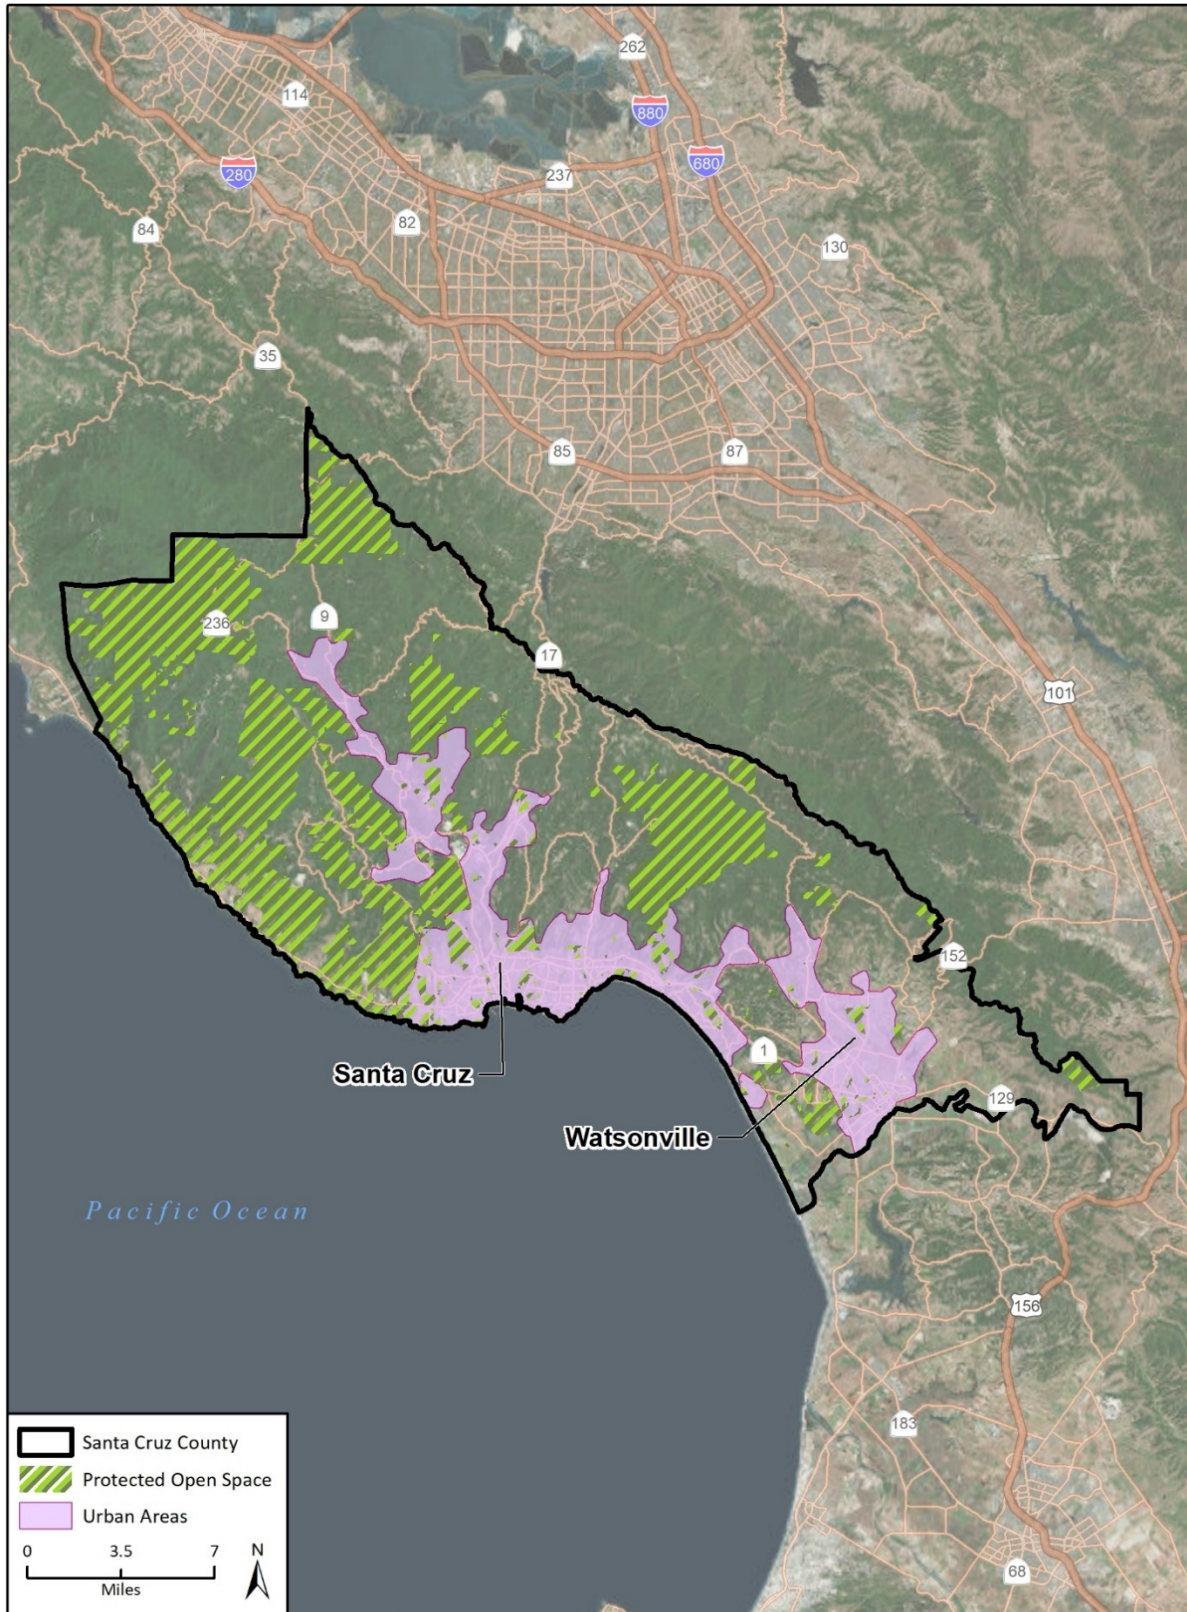 262
114
880
680
237
280
82
84
130
35
85
87
9
236
17
101
152
Santa Cruz
1
129
Watsonville
Pacific Ocean
156
183
68
Santa Cruz County
Protected Open Space
Urban Areas
0 3.5 7
N
Miles